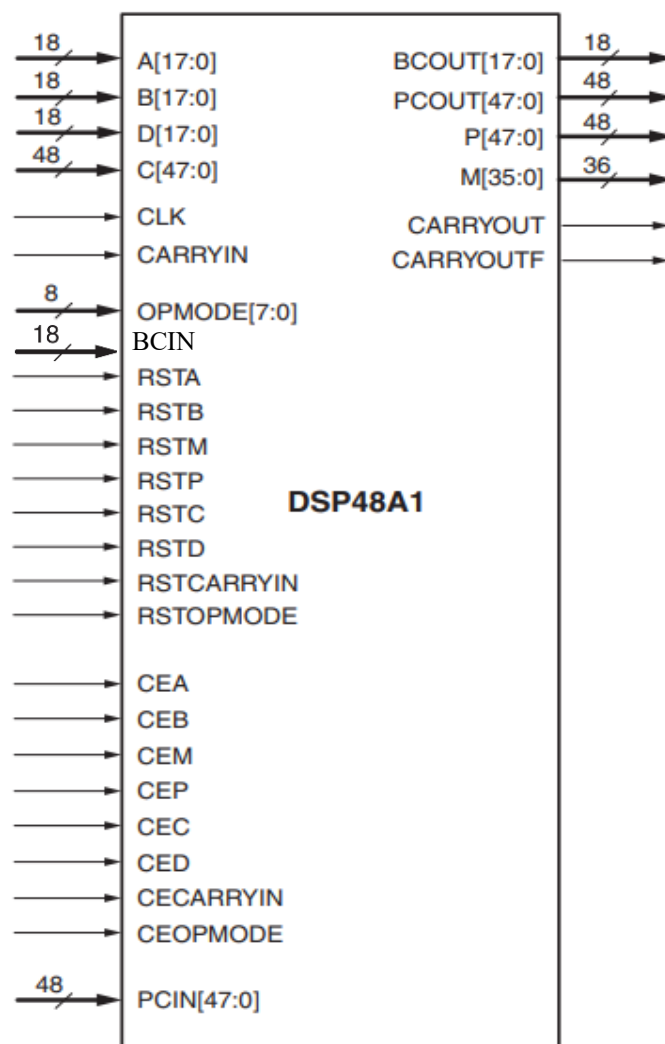 18 A[17:0] BCOUT[17:0] 18
18 B[17:0] PCOUT[47:0] 48
18 D[17:0] P[47:0] 48
48 C[47:0] M[35:0] 36
CLK CARRYOUT
CARRYIN CARRYOUTF
8 OPMODE[7:0]
18 BCIN
RSTA
RSTB
RSTM
RSTP
DSP48A1
RSTC
RSTD
RSTCARRYIN
RSTOPMODE
CEA
CEB
CEM
CEP
CEC
CED
CECARRYIN
CEOPMODE
48 PCIN[47:0]